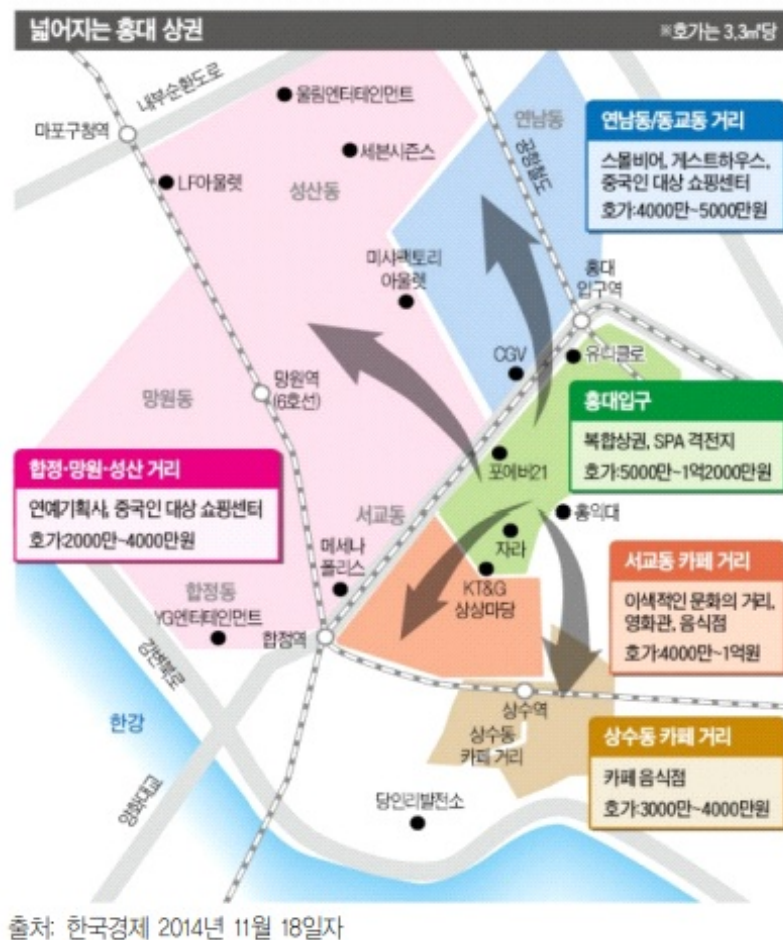 넓어지는 홍대 상권
※호가는 3.3㎡당
내부순환도로
울림엔터테인먼트
연남동
마포구청역
세븐시즌스
공항철도
LF아울렛
성산동
연남동/동교동 거리
스몰비어, 게스트하우스,
중국인 대상 쇼핑센터
호가:4000만~5000만원
미샤팩토리
아울렛
홍대
입구역
CGV
유니클로
망원동
망원역
(6호선)
홍대입구
복합상권, SPA 격전지
호가:5000만~1억2000만원
합정·망원·성산 거리
연예기획사, 중국인 대상 쇼핑센터
호가:2000만~4000만원
포에버21
서교동
홍익대
자라
메세나
폴리스
KT&G
상상마당
서교동 카페 거리
이색적인 문화의 거리,
영화관, 음식점
호가:4000만~1억원
합정동
YG엔터테인먼트
합정역
강변북로
한강
상수역
상수동
카페 거리
상수동 카페 거리
카페 음식점
호가:3000만~4000만원
양화대교
당인리발전소
출처: 한국경제 2014년 11월 18일자